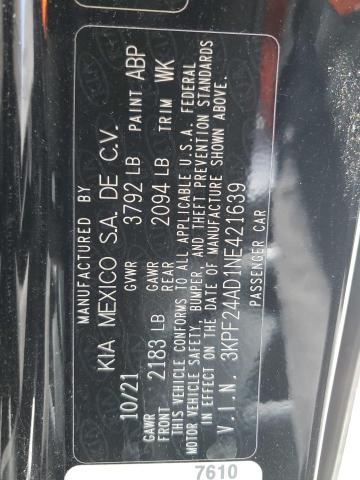 MANUFACTURED BY
KIA MEXICO S.A. DE C.V.
10/21 GVWR 3792 LB PAINT ABP
GAWR FRONT 2183 LB GAWR REAR 2094 LB TRIM WK
THIS VEHICLE CONFORMS TO ALL APPLICABLE U.S.A. FEDERAL
MOTOR VEHICLE SAFETY, BUMPER, AND THEFT PREVENTION STANDARDS
IN EFFECT ON THE DATE OF MANUFACTURE SHOWN ABOVE.
V.I.N. 3KPF24AD1NE421639
PASSENGER CAR
7610